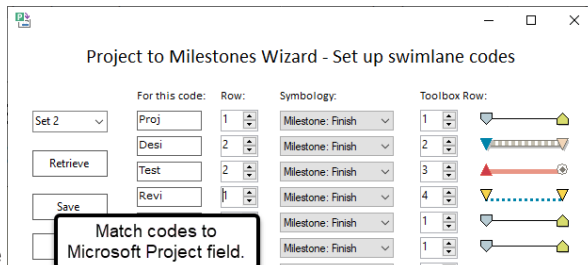 Project to Milestones Wizard - Set up swimlane codes
For this code: Row: Symbology: Toolbox Row:
Set 2 Proj 1 Milestone: Finish 1
Desi 2 Milestone: Finish 2
Retrieve Test 2 Milestone: Finish 3
Revi 1 Milestone: Finish 4
Save
Milestone: Finish 1
Milestone: Finish 1
Match codes to
Microsoft Project field.